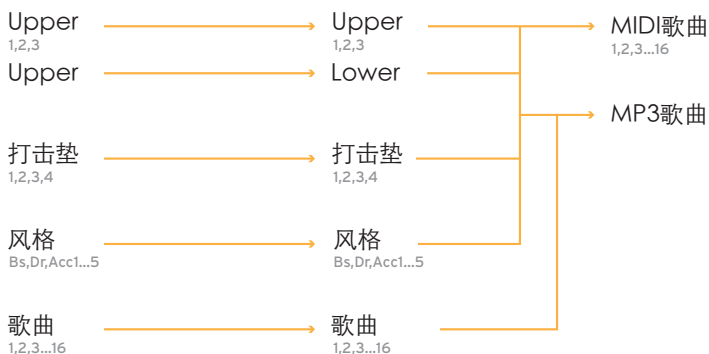 Upper
1,2,3
Upper
1,2,3
MIDI歌曲
1,2,3...16
Upper
Lower
MP3歌曲
打击垫
1,2,3,4
打击垫
1,2,3,4
风格
Bs,Dr,Acc1...5
风格
Bs,Dr,Acc1...5
歌曲
1,2,3...16
歌曲
1,2,3...16